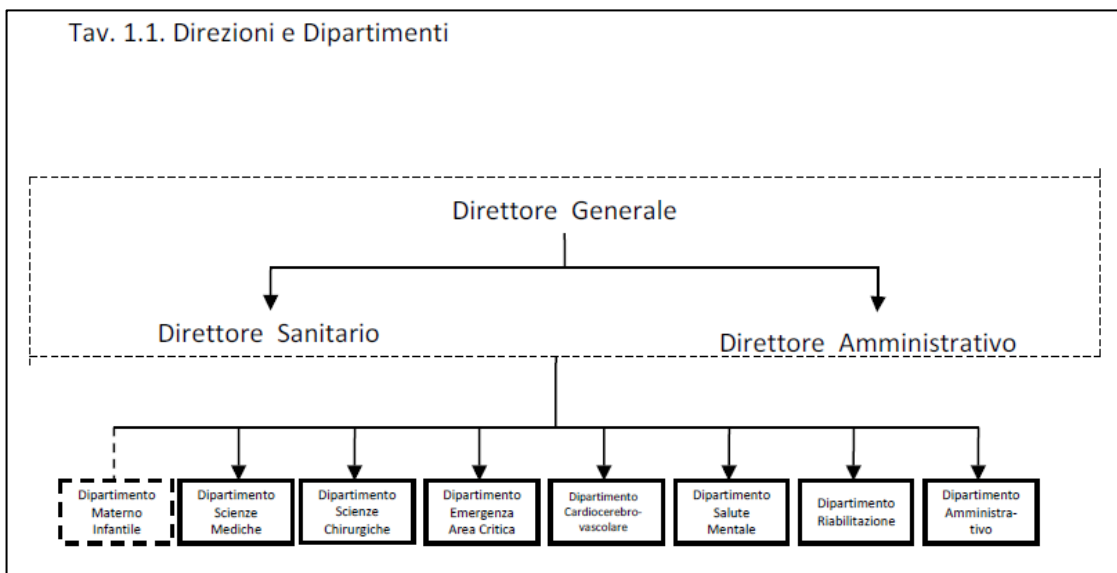 Tav. 1.1. Direzioni e Dipartimenti
Direttore Generale
Direttore Sanitario
Direttore Amministrativo
Dipartimento
Materno
Infantile
Dipartimento
Scienze
Mediche
Dipartimento
Scienze
Chirurgiche
Dipartimento
Emergenza
Area Critica
Dipartimento
Cardiocerebro-
vascolare
Dipartimento
Salute
Mentale
Dipartimento
Riabilitazione
Dipartimento
Amministra-
tivo